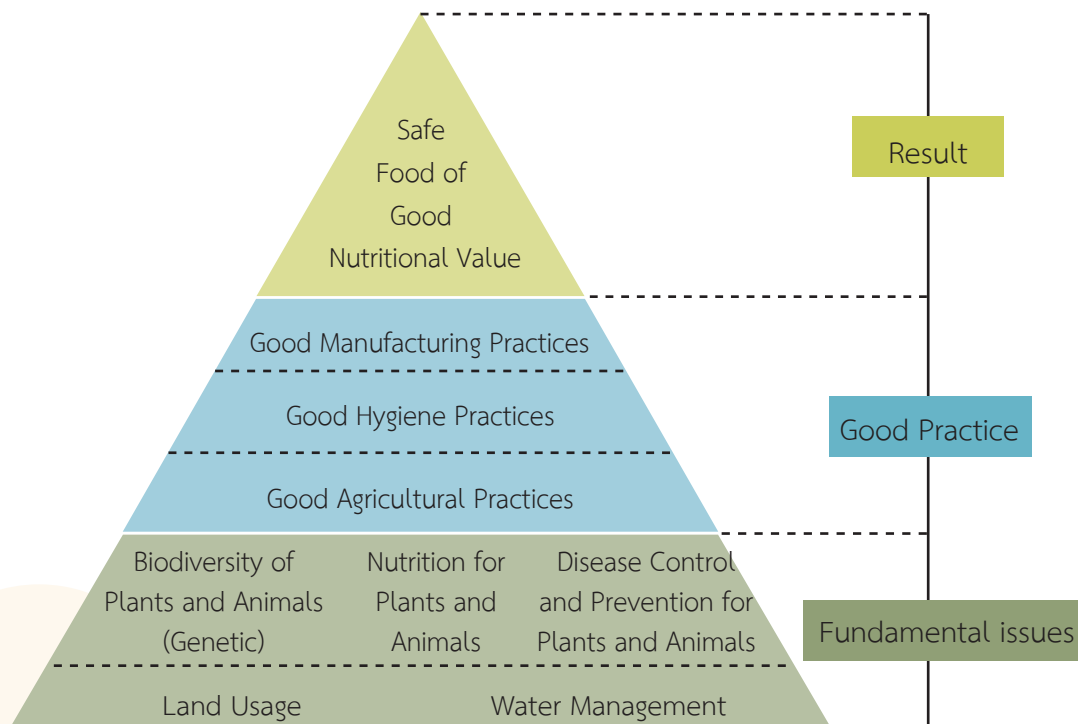 Safe
Food of
Good
Nutritional Value
Result
Good Manufacturing Practices
Good Hygiene Practices
Good Practice
Good Agricultural Practices
Biodiversity of
Plants and Animals
(Genetic)
Nutrition for
Plants and
Animals
Disease Control
and Prevention for
Plants and Animals
Fundamental issues
Land Usage
Water Management